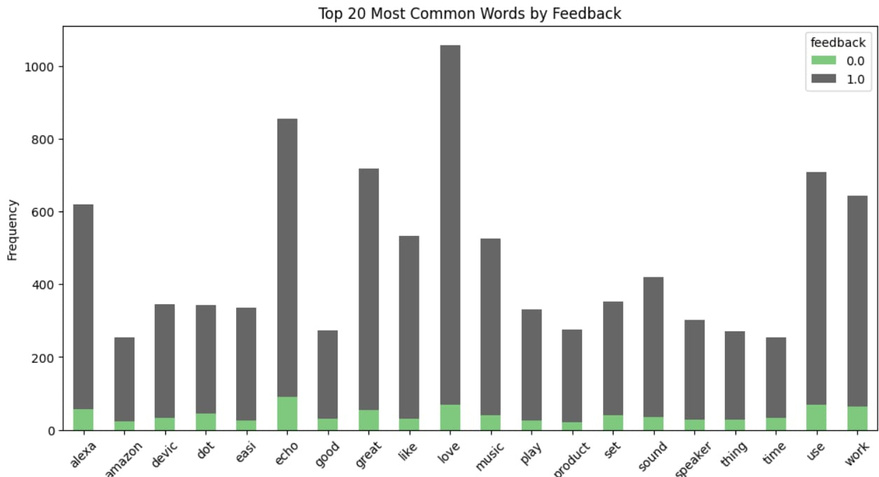 Top 20 Most Common Words by Feedback
feedback
0.0
1.0
1000
800
600
400
200
0
Frequency
alexa
amazon
devic
dot
easi
echo
good
great
like
love
music
play
product
set
sound
speaker
thing
time
use
work